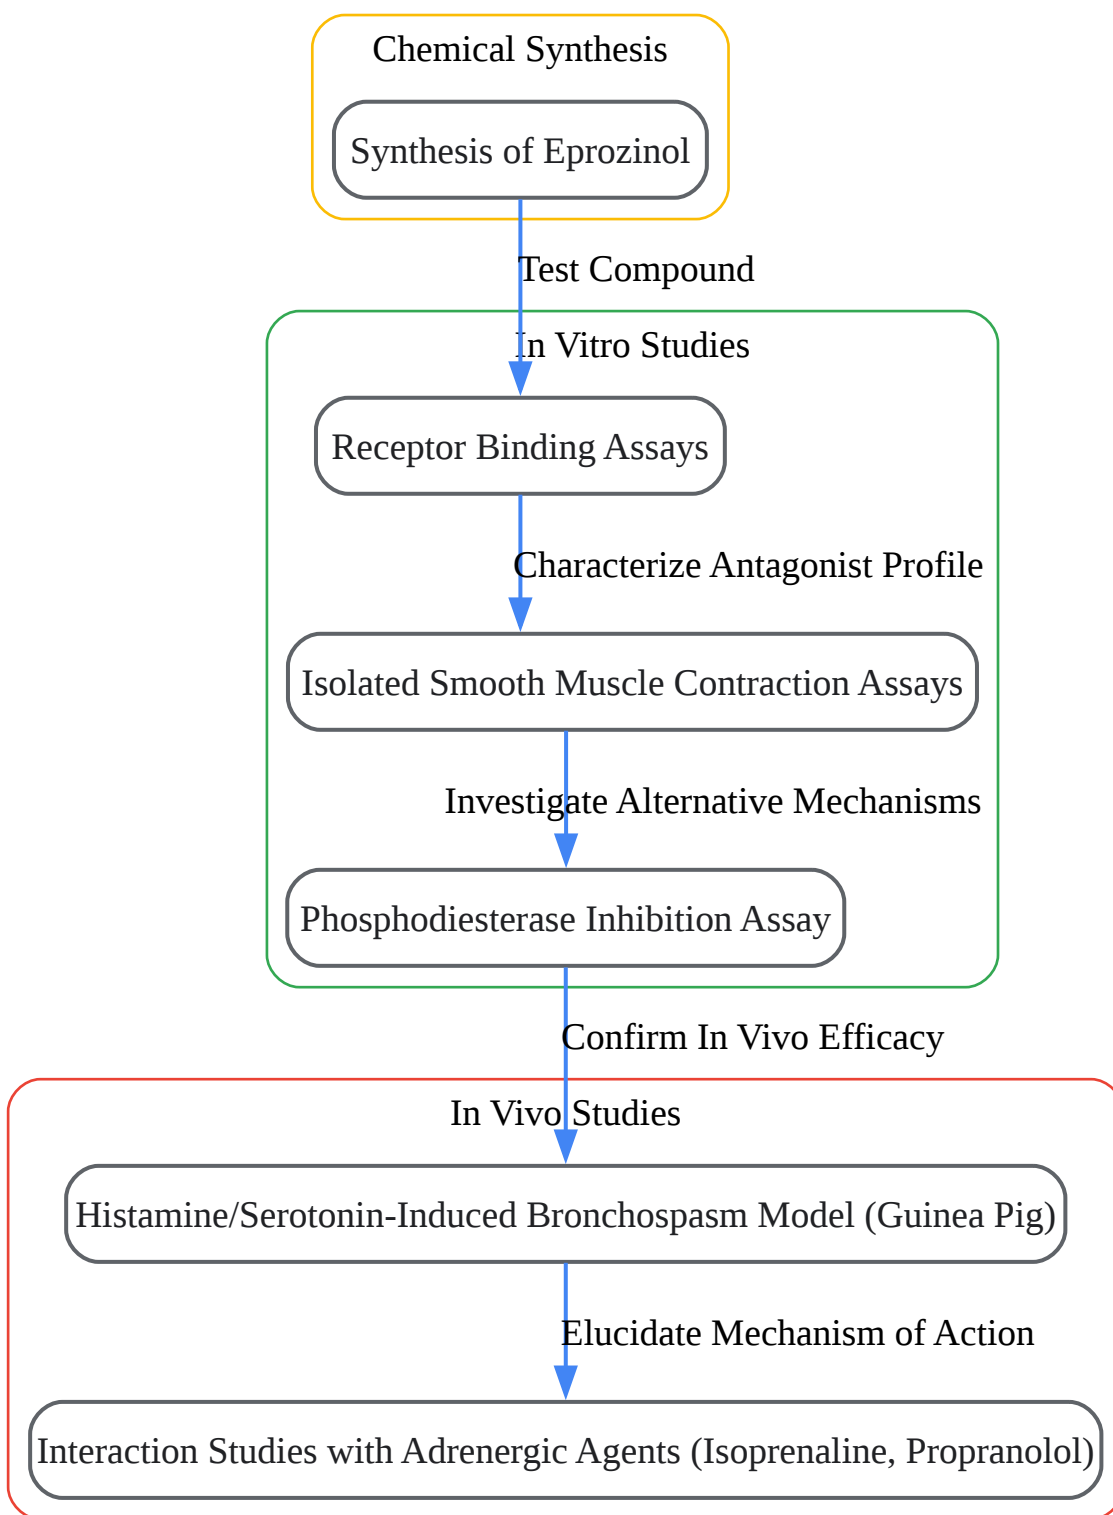 Chemical Synthesis
Synthesis of Eprozinol
Test Compound
In Vitro Studies
Receptor Binding Assays
Characterize Antagonist Profile
Isolated Smooth Muscle Contraction Assays
Investigate Alternative Mechanisms
Phosphodiesterase Inhibition Assay
Confirm In Vivo Efficacy
In Vivo Studies
Histamine/Serotonin-Induced Bronchospasm Model (Guinea Pig)
Elucidate Mechanism of Action
Interaction Studies with Adrenergic Agents (Isoprenaline, Propranolol)